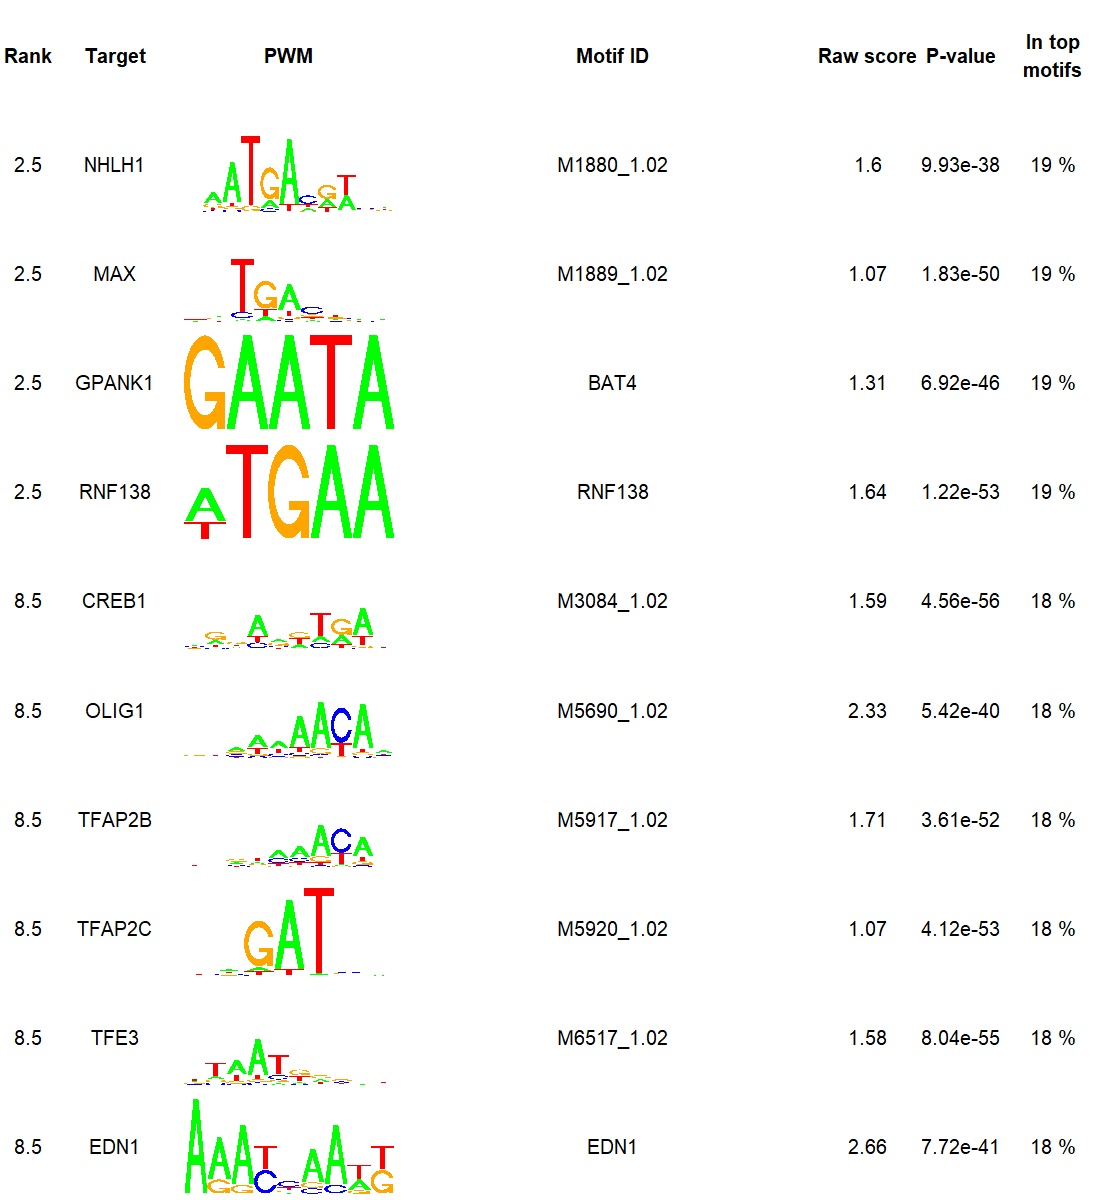 Rank Target PWM Motif ID Raw score P-value In top motifs
2.5 NHLH1 M1880_1.02 1.6 9.93e-38 19 %
2.5 MAX M1889_1.02 1.07 1.83e-50 19 %
2.5 GPANK1 GAATA BAT4 1.31 6.92e-46 19 %
2.5 RNF138 ATGAA RNF138 1.64 1.22e-53 19 %
8.5 CREB1 M3084_1.02 1.59 4.56e-56 18 %
8.5 OLIG1 M5690_1.02 2.33 5.42e-40 18 %
8.5 TFAP2B M5917_1.02 1.71 3.61e-52 18 %
8.5 TFAP2C GAT M5920_1.02 1.07 4.12e-53 18 %
8.5 TFE3 M6517_1.02 1.58 8.04e-55 18 %
8.5 EDN1 EDN1 2.66 7.72e-41 18 %